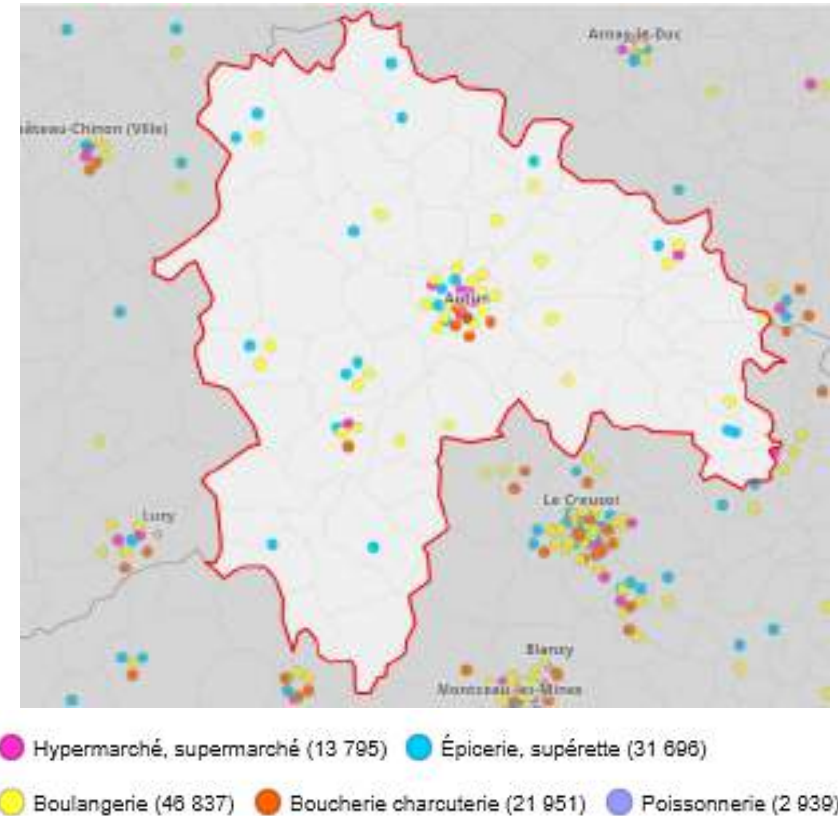 Arnay-le-Duc
âteau-Chinon (Ville)
Autun
Luzy
Le Creusot
Blanzy
Montceau-les-Mines
Hypermarché, supermarché (13 795) Épicerie, supérette (31 696)
Boulangerie (46 837) Boucherie charcuterie (21 951) Poissonnerie (2 939)